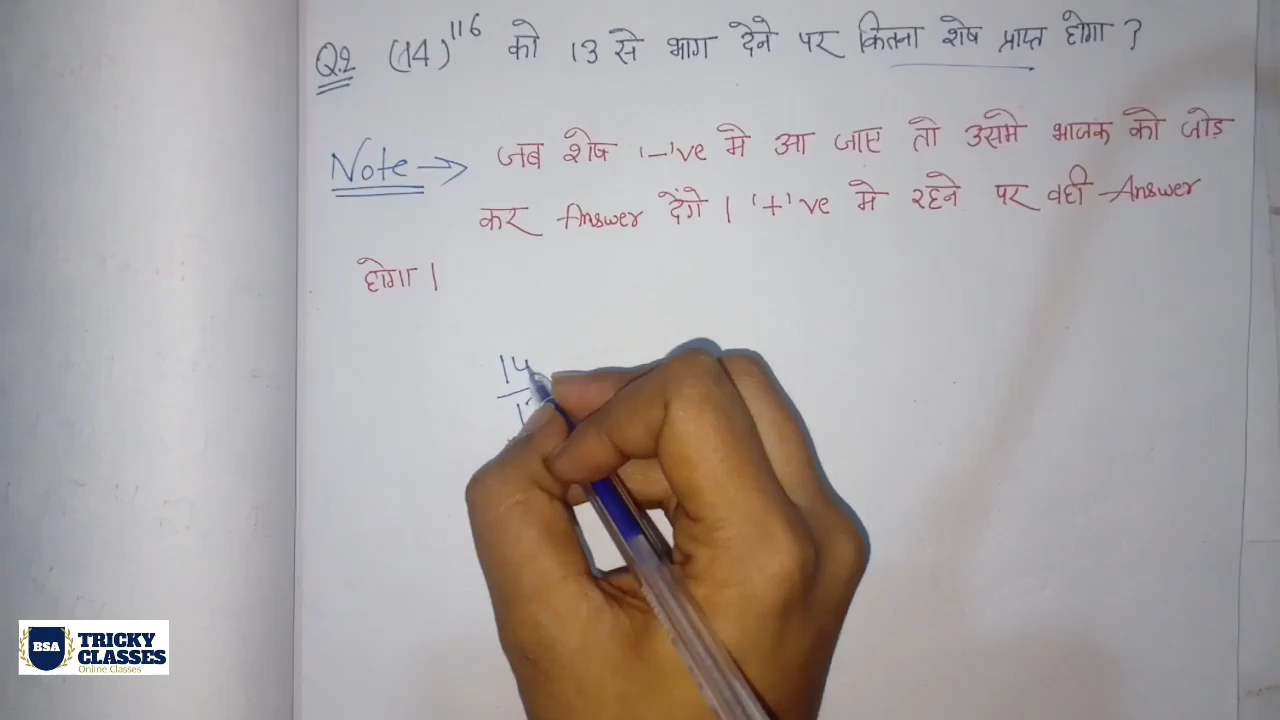 Q.2 (14)¹¹⁶ को 13 से भाग देने पर कितना शेष प्राप्त होगा ?
Note → जब शेष '-'ve मे आ जाए तो उसमे भाजक को जोड़
कर Answer देंगे । '+'ve मे रहने पर वही Answer
होगा ।
14
BSA TRICKY
CLASSES
Online Classes